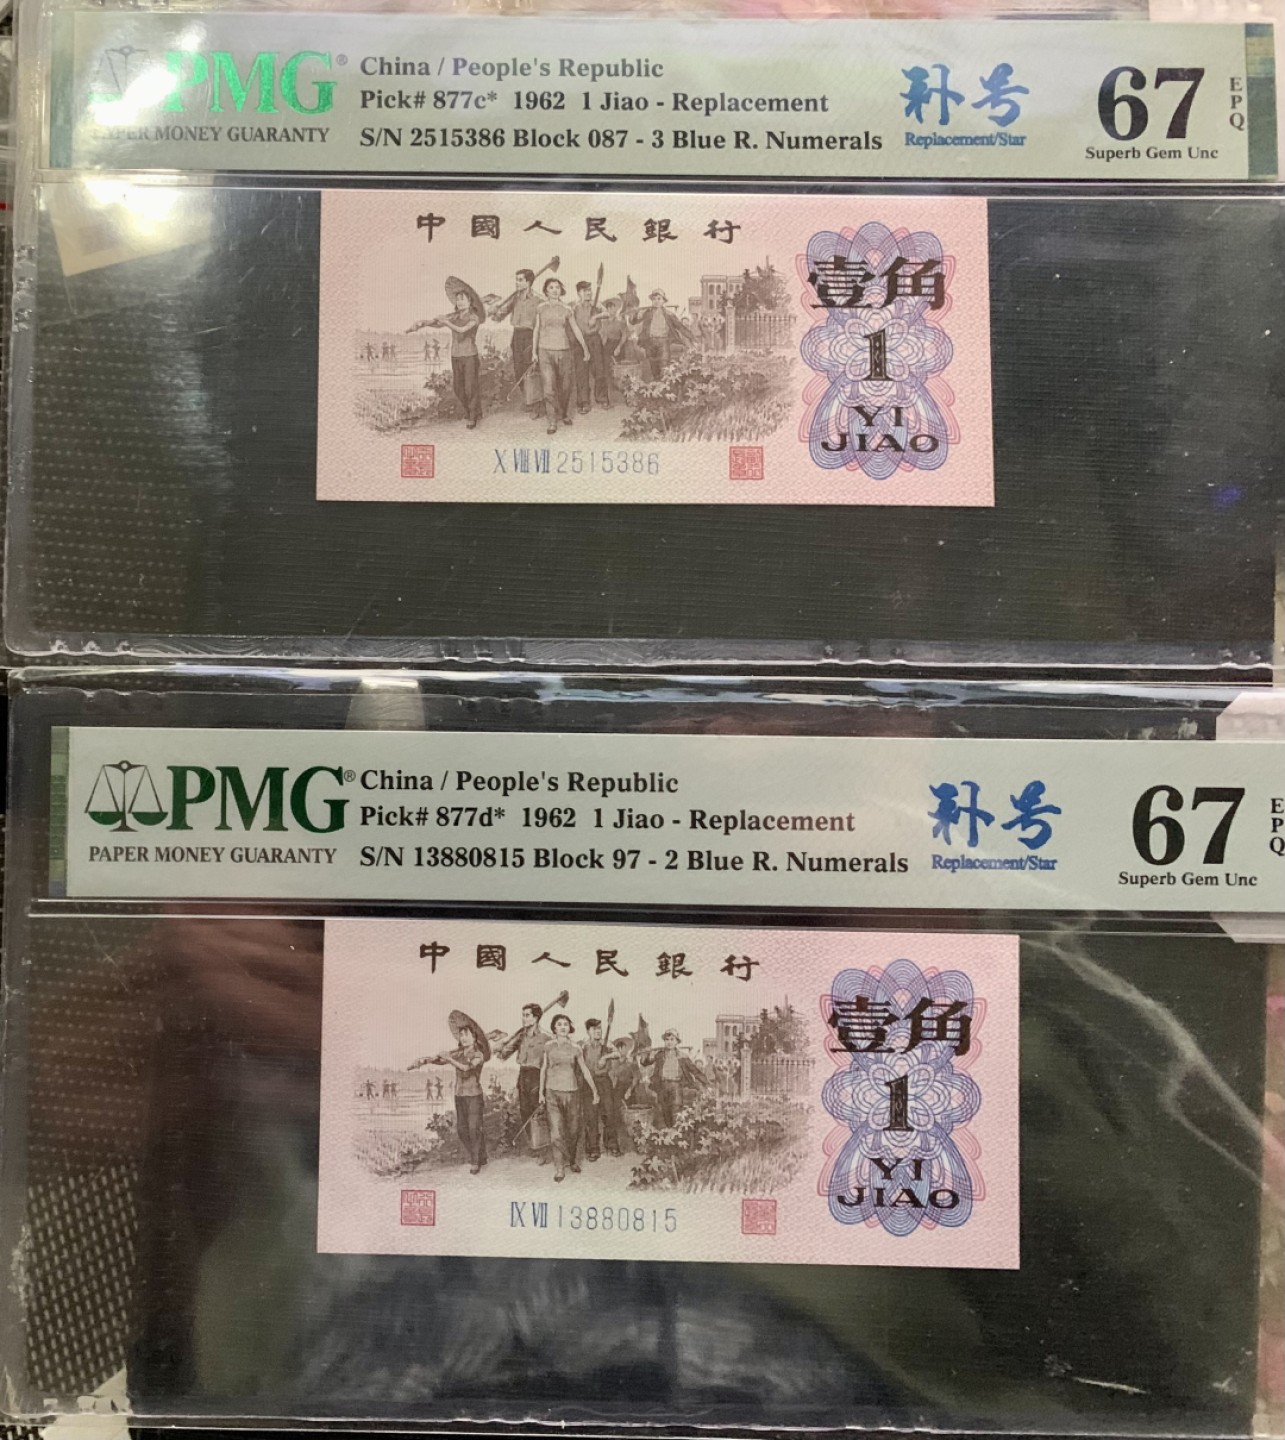 PMG®
PAPER MONEY GUARANTY
China / People's Republic
Pick# 877c* 1962 1 Jiao - Replacement
S/N 2515386 Block 087 - 3 Blue R. Numerals
补号
Replacement/Star
67
Superb Gem Unc
EPQ
中國人民銀行
壹角
1
YI
JIAO
X VIII VII 2515386
PMG®
PAPER MONEY GUARANTY
China / People's Republic
Pick# 877d* 1962 1 Jiao - Replacement
S/N 13880815 Block 97 - 2 Blue R. Numerals
补号
Replacement/Star
67
Superb Gem Unc
EPQ
中國人民銀行
壹角
1
YI
JIAO
IX VII 13880815